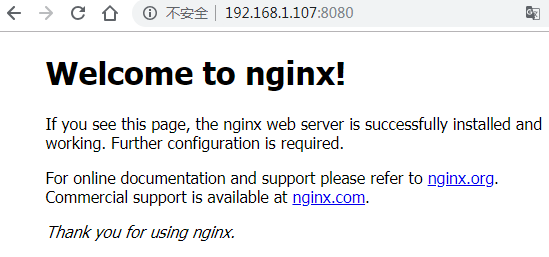 不安全 192.168.1.107:8080
Welcome to nginx!
If you see this page, the nginx web server is successfully installed and
working. Further configuration is required.
For online documentation and support please refer to nginx.org.
Commercial support is available at nginx.com.
Thank you for using nginx.